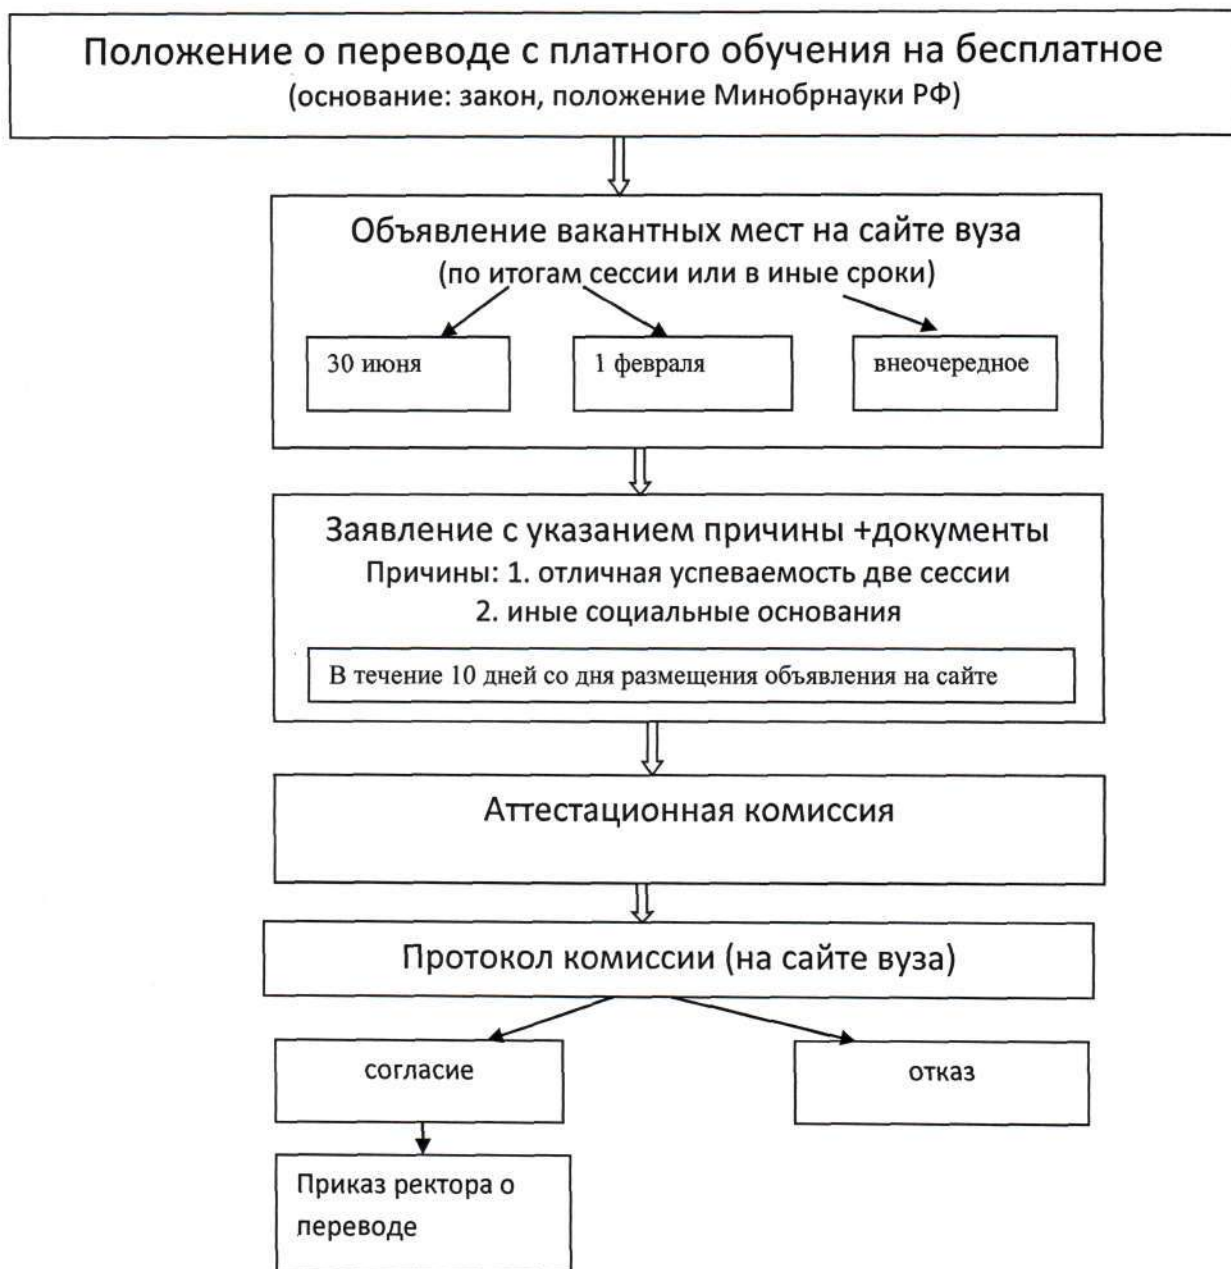 Положение о переводе с платного обучения на бесплатное
(основание: закон, положение Минобрнауки РФ)
Объявление вакантных мест на сайте вуза
(по итогам сессии или в иные сроки)
30 июня
1 февраля
внеочередное
Заявление с указанием причины +документы
Причины: 1. отличная успеваемость две сессии
2. иные социальные основания
В течение 10 дней со дня размещения объявления на сайте
Аттестационная комиссия
Протокол комиссии (на сайте вуза)
согласие
отказ
Приказ ректора о
переводе